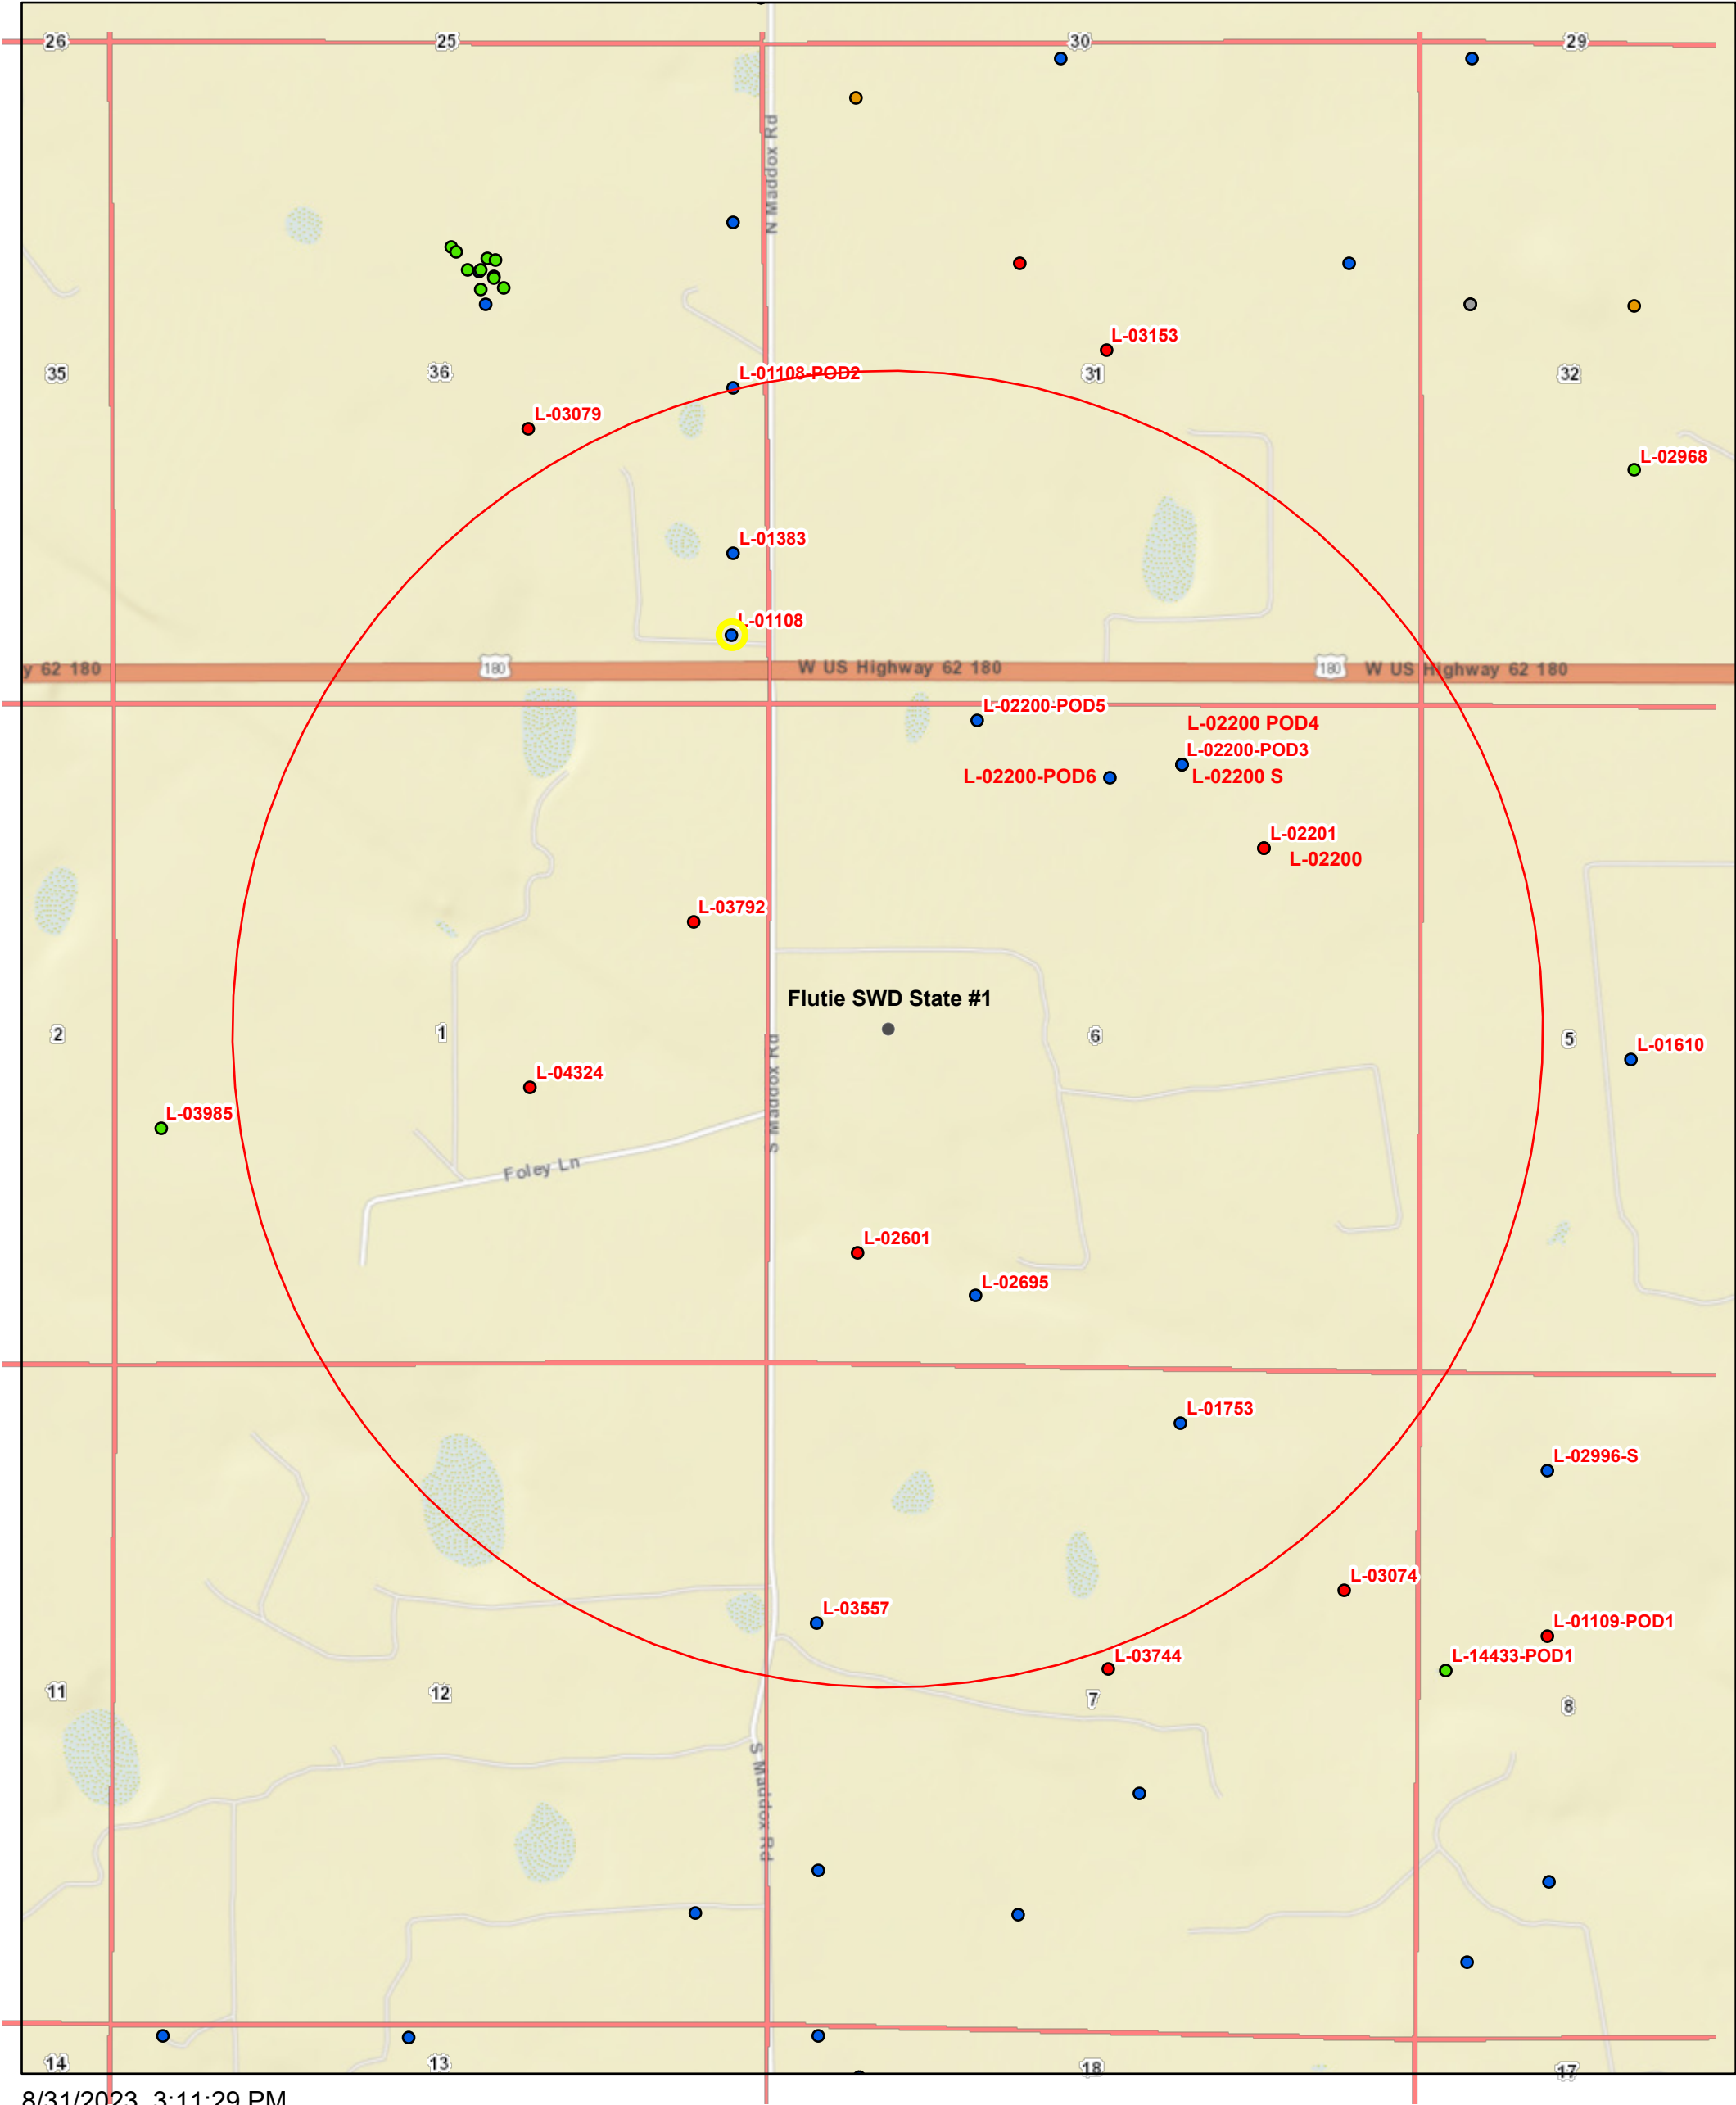 26
25
30
29
N Maddox Rd
L-03153
35
36
L-01108-POD2
31
32
L-03079
L-02968
L-01383
L-01108
y 62 180
180
W US Highway 62 180
180
W US Highway 62 180
L-02200-POD5
L-02200 POD4
L-02200-POD3
L-02200-POD6
L-02200 S
L-02201
L-02200
L-03792
Flutie SWD State #1
2
1
6
5
L-01610
S Maddox Rd
L-04324
L-03985
Foley Ln
L-02601
L-02695
L-01753
L-02996-S
L-03074
L-03557
L-01109-POD1
L-03744
L-14433-POD1
11
12
7
8
S Maddox Rd
14
13
18
17
8/31/2023, 3:11:29 PM